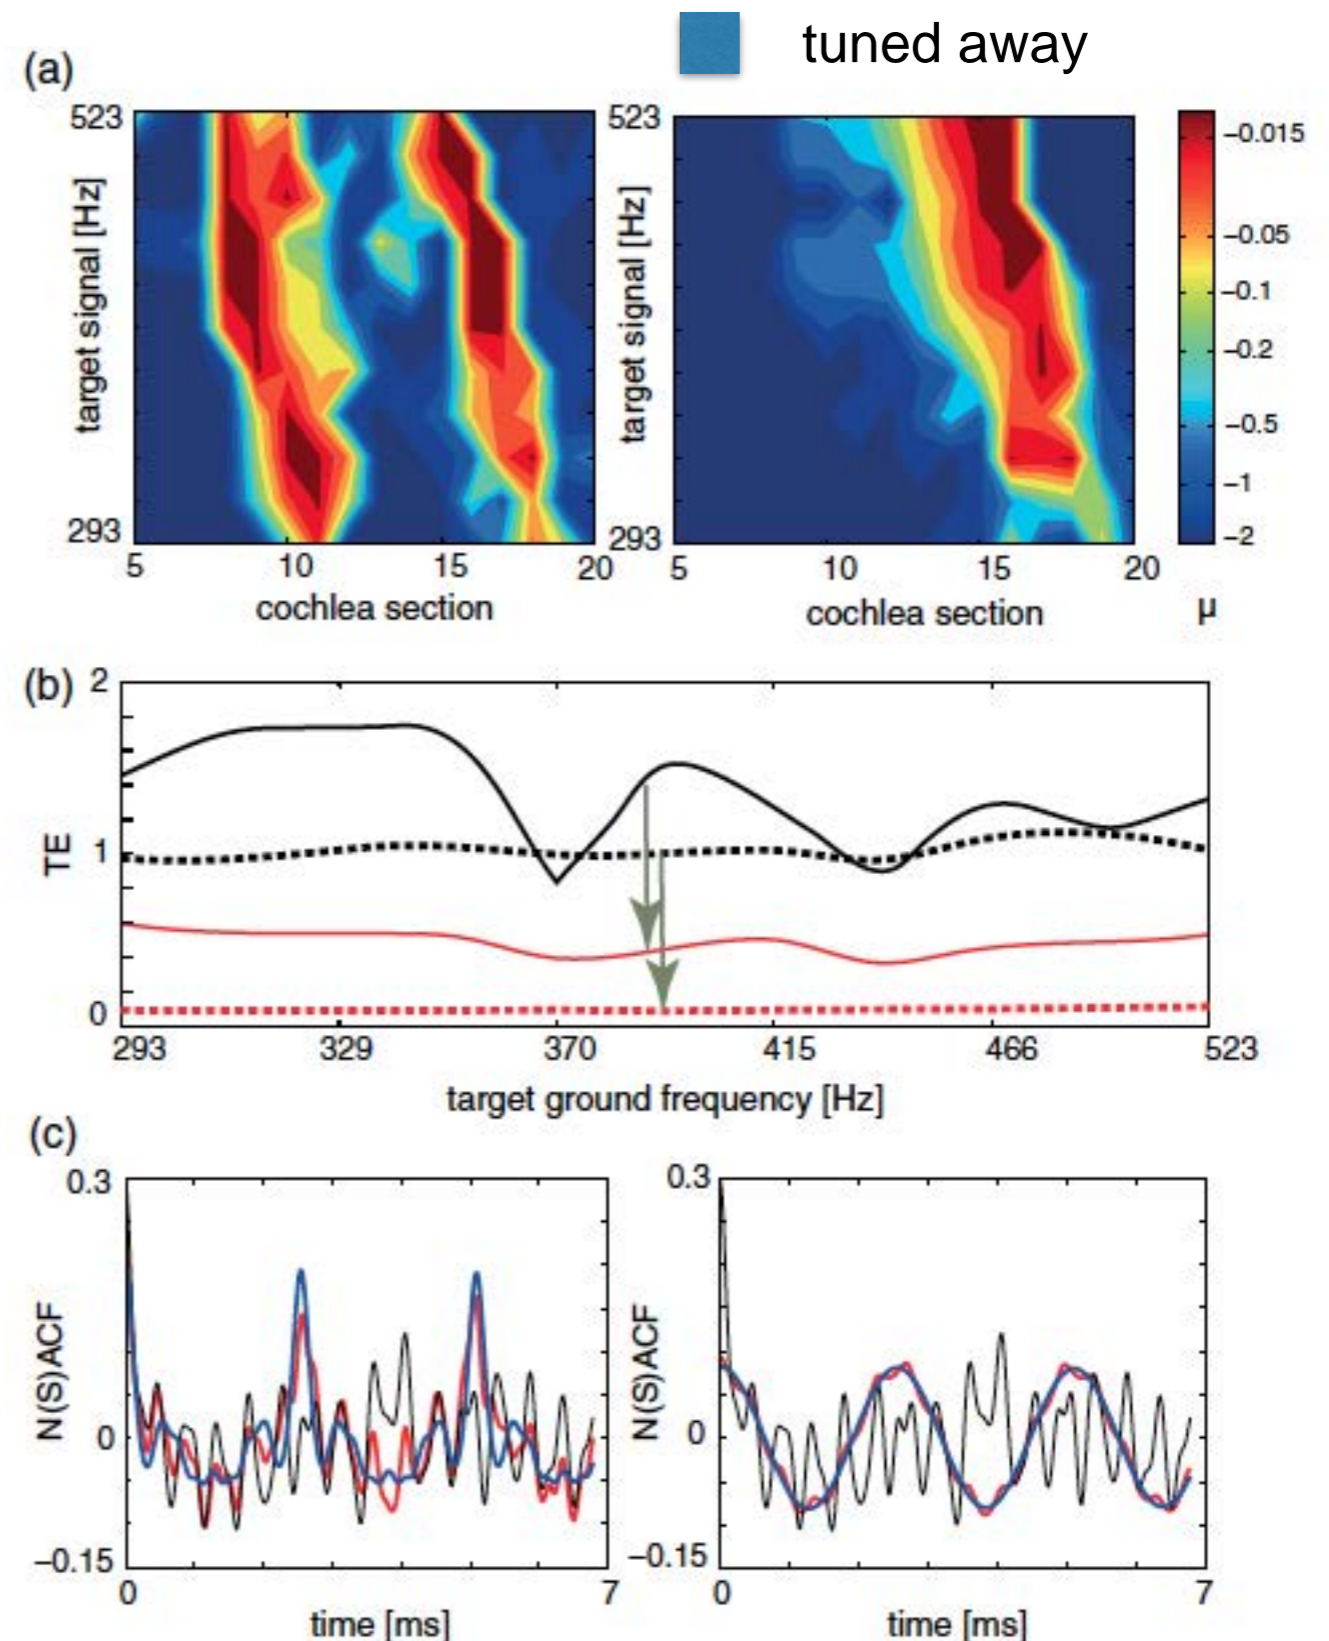 tuned away
(a)
523
target signal [Hz]
293
5 10 15 20
cochlea section
523
target signal [Hz]
293
5 10 15 20
cochlea section
−0.015
−0.05
−0.1
−0.2
−0.5
−1
−2
μ
(b)
2
1
0
TE
293 329 370 415 466 523
target ground frequency [Hz]
(c)
0.3
0
−0.15
N(S)ACF
0 7
time [ms]
0.3
0
−0.15
N(S)ACF
0 7
time [ms]